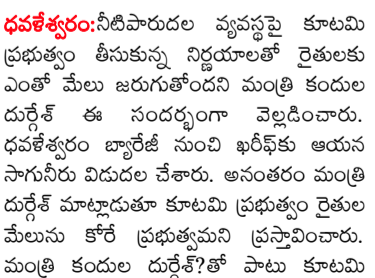 ధవళేశ్వరం:నీటిపారుదల వ్యవస్థపై కూటమి
ప్రభుత్వం తీసుకున్న నిర్ణయాలతో రైతులకు
ఎంతో మేలు జరుగుతోందని మంత్రి కందుల
దుర్గేశ్ ఈ సందర్భంగా వెల్లడించారు.
ధవళేశ్వరం బ్యారేజీ నుంచి ఖరీఫ్‌కు ఆయన
సాగునీరు విడుదల చేశారు. అనంతరం మంత్రి
దుర్గేశ్ మాట్లాడుతూ కూటమి ప్రభుత్వం రైతుల
మేలును కోరే ప్రభుత్వమని ప్రస్తావించారు.
మంత్రి కందుల దుర్గేశ్?తో పాటు కూటమి